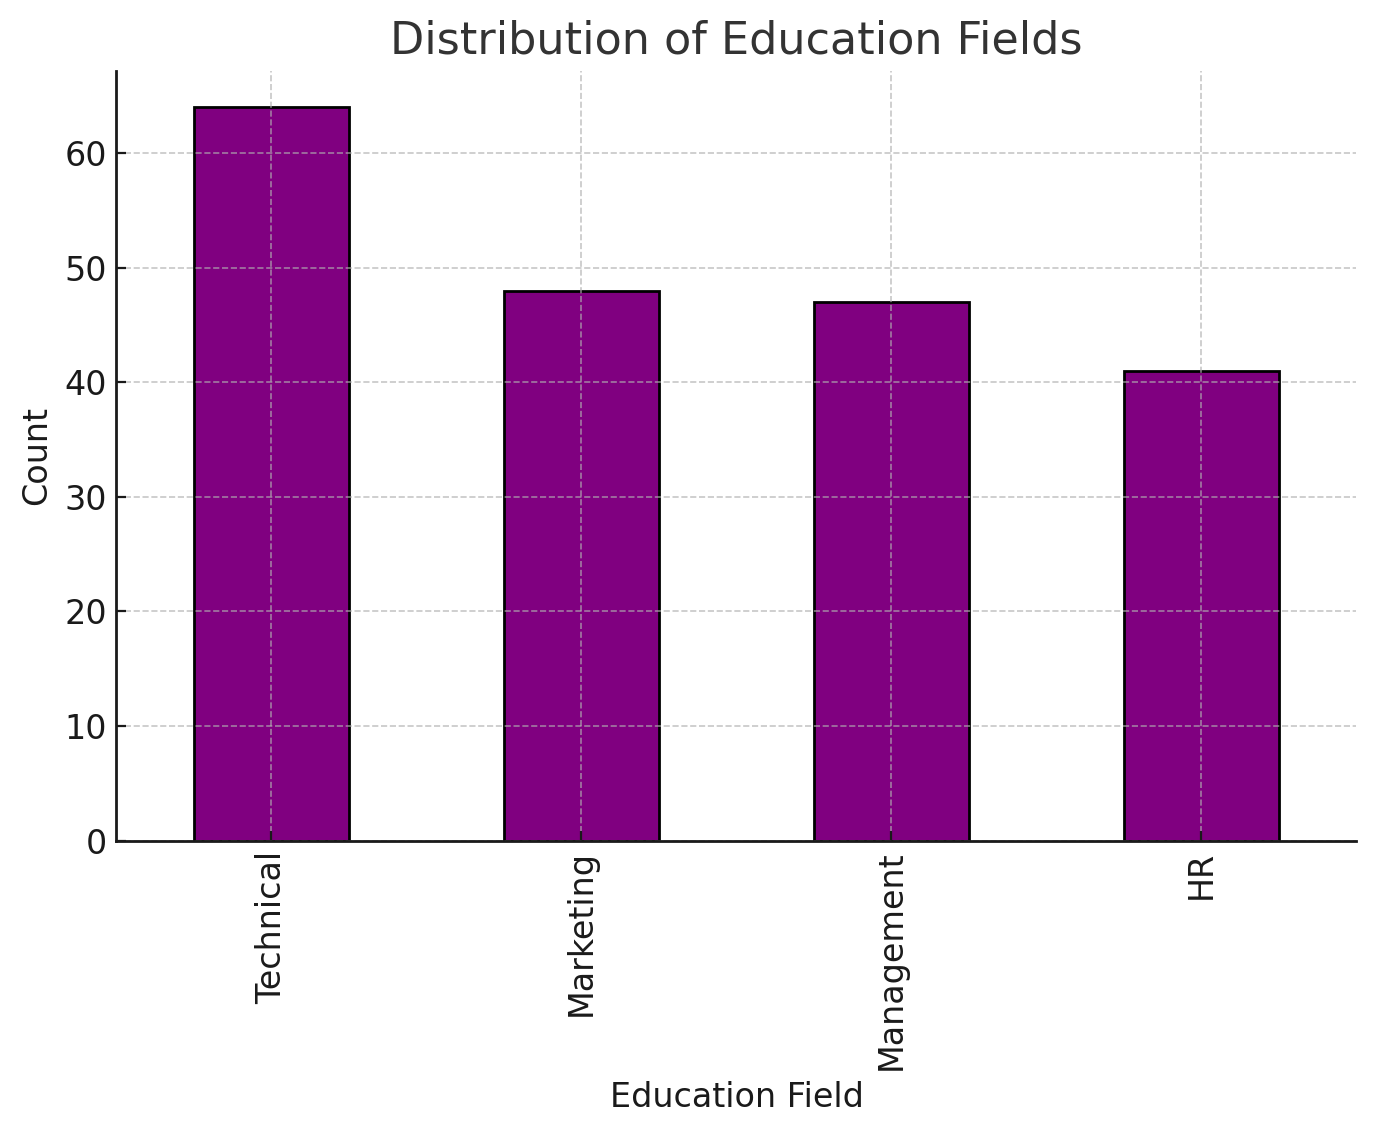 Distribution of Education Fields
60
50
40
30
20
10
0
Count
Technical
Marketing
Management
HR
Education Field